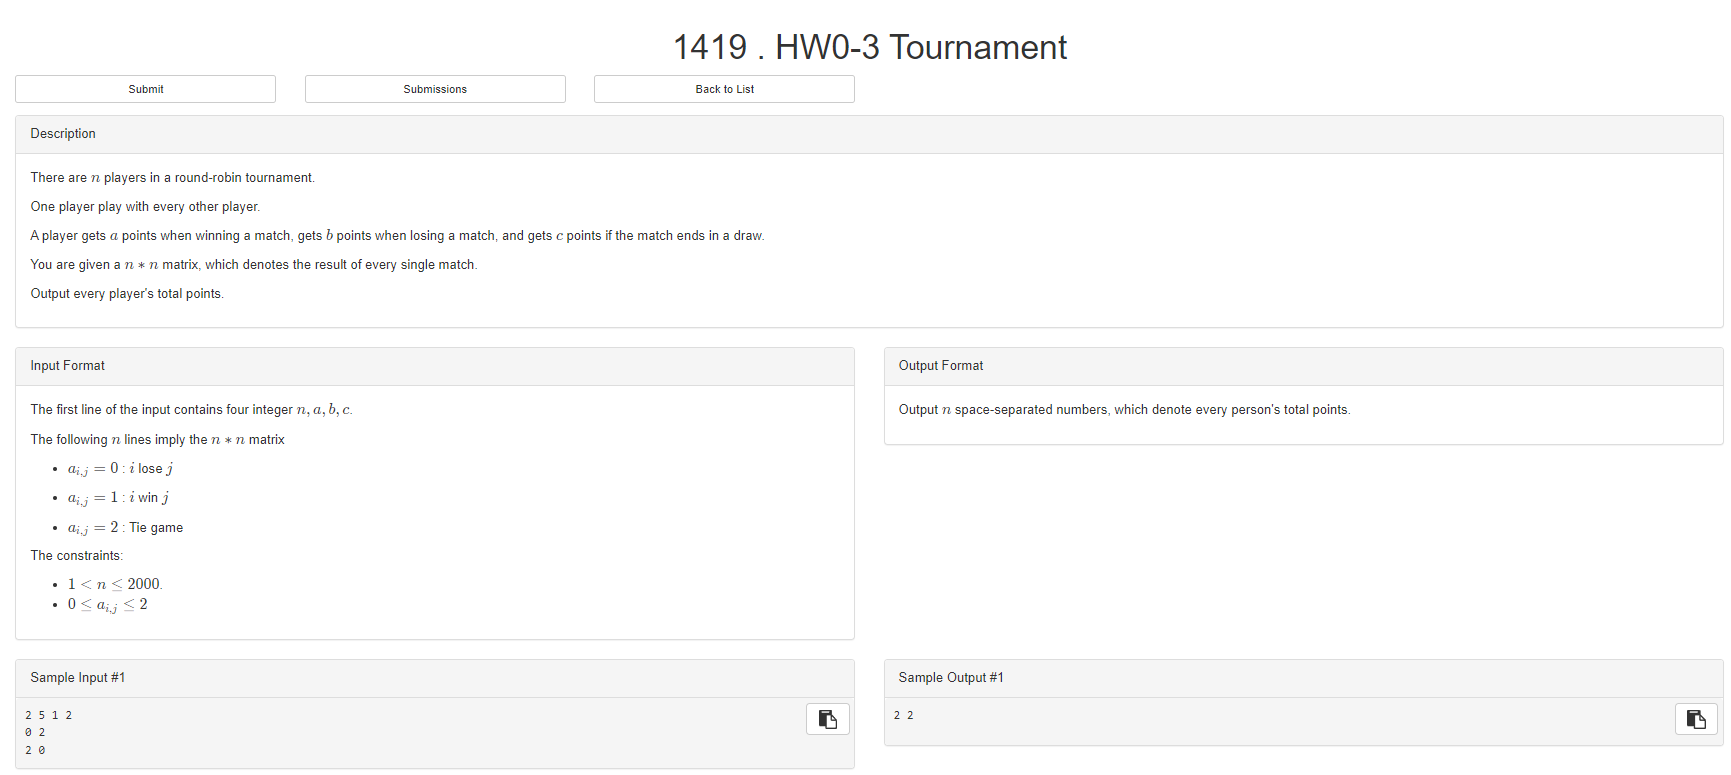 1419 . HW0-3 Tournament
Submit
Submissions
Back to List
Description
There are n players in a round-robin tournament.
One player play with every other player.
A player gets a points when winning a match, gets b points when losing a match, and gets c points if the match ends in a draw.
You are given a n ∗ n matrix, which denotes the result of every single match.
Output every player's total points.
Input Format
The first line of the input contains four integer n, a, b, c.
The following n lines imply the n ∗ n matrix
• a_{i,j} = 0 : i lose j
• a_{i,j} = 1 : i win j
• a_{i,j} = 2 : Tie game
The constraints:
• 1 < n ≤ 2000.
• 0 ≤ a_{i,j} ≤ 2
Output Format
Output n space-separated numbers, which denote every person's total points.
Sample Input #1
2 5 1 2
0 2
2 0
Sample Output #1
2 2